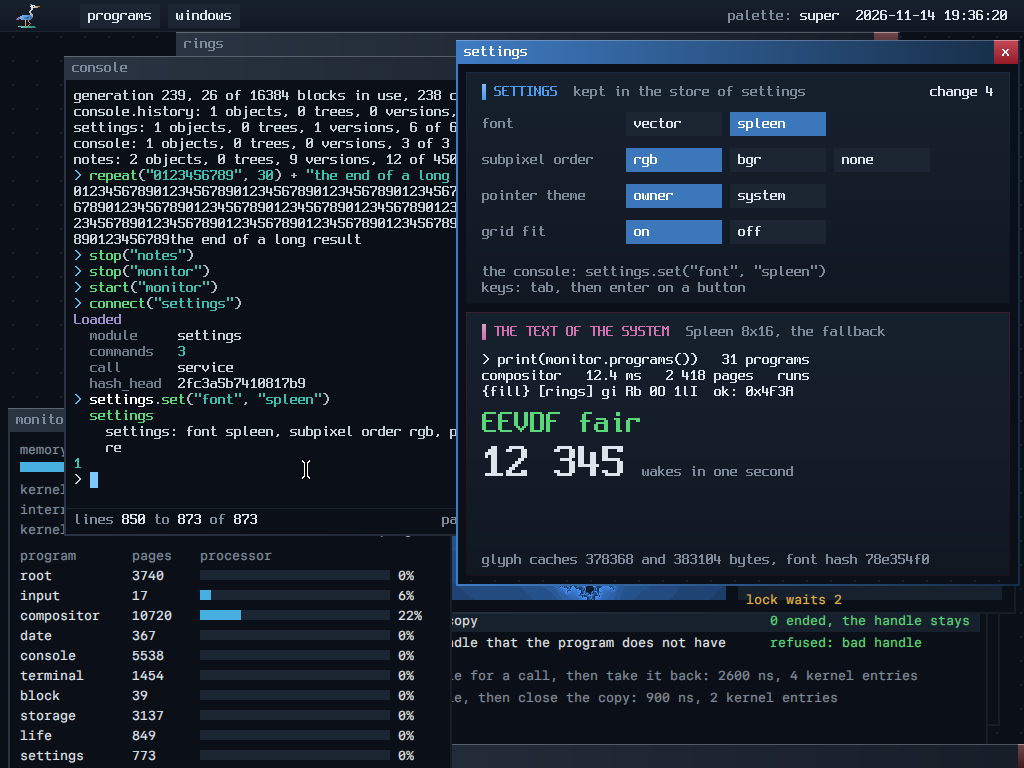 programs windows palette: super 2026-11-14 19:36:20
rings
console
generation 239, 26 of 16384 blocks in use, 238
console.history: 1 objects, 0 trees, 0 versions,
settings: 1 objects, 0 trees, 1 versions, 6 of
console: 1 objects, 0 trees, 0 versions, 3 of 3
notes: 2 objects, 0 trees, 9 versions, 12 of 450
> repeat("0123456789", 30) + "the end of a long
012345678901234567890123456789012345678901234567
678901234567890123456789012345678901234567890123
234567890123456789012345678901234567890123456789
890123456789the end of a long result
> stop("notes")
> stop("monitor")
> start("monitor")
> connect("settings")
Loaded
module settings
commands 3
call service
hash_head 2fc3a5b7410817b9
> settings.set("font", "spleen")
settings
settings: font spleen, subpixel order rgb,
re
1
>
lines 850 to 873 of 873
settings x
SETTINGS kept in the store of settings change 4
font vector spleen
subpixel order rgb bgr none
pointer theme owner system
grid fit on off
the console: settings.set("font", "spleen")
keys: tab, then enter on a button
THE TEXT OF THE SYSTEM Spleen 8x16, the fallback
> print(monitor.programs()) 31 programs
compositor 12.4 ms 2 418 pages runs
{fill} [rings] gi Rb 0O 1lI ok: 0x4F3A
EEVDF fair
12 345 wakes in one second
glyph caches 378368 and 383104 bytes, font hash 78e354f0
memory
program pages processor
root 3740 0%
input 17 6%
compositor 10720 22%
date 367 0%
console 5538 0%
terminal 1454 0%
block 39 0%
storage 3137 0%
life 849 0%
settings 773 0%
lock waits 2
0 ended, the handle stays
that the program does not have refused: bad handle
for a call, then take it back: 2600 ns, 4 kernel entries
then close the copy: 900 ns, 2 kernel entries